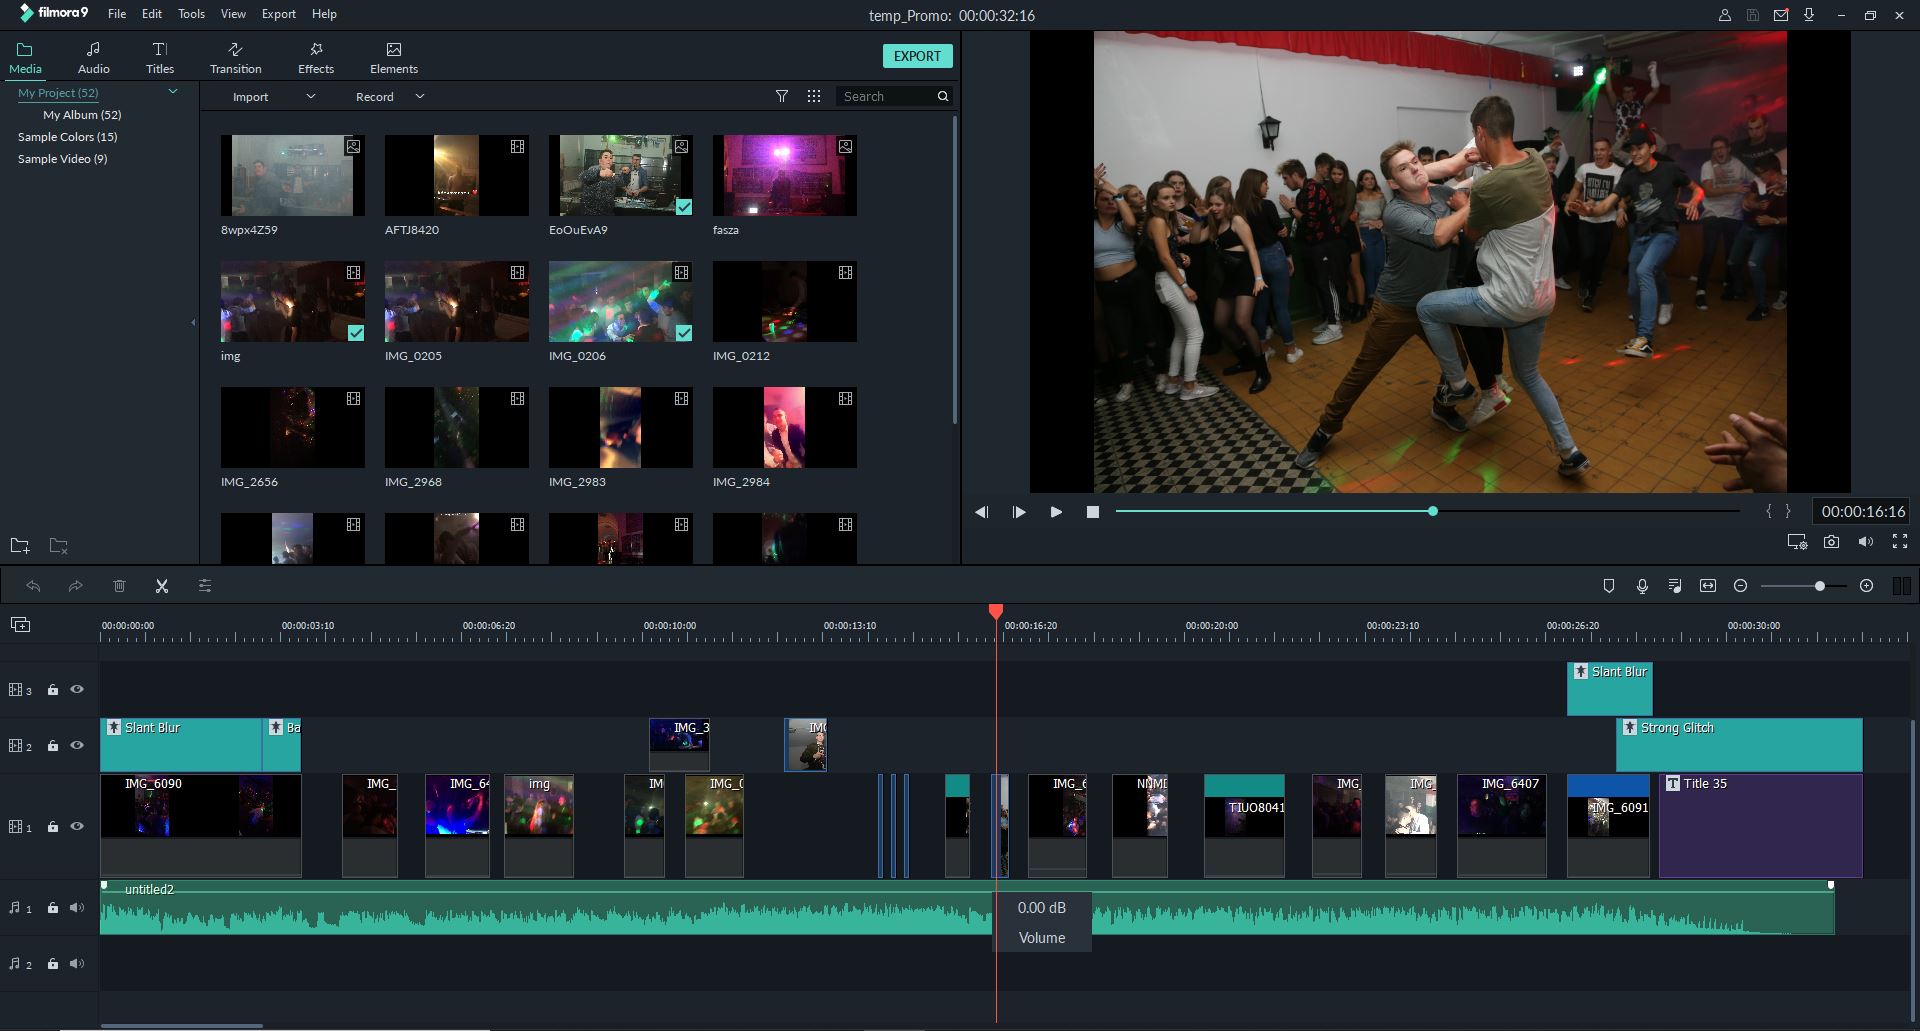 filmora9 File Edit Tools View Export Help temp_Promo: 00:00:32:16
Media Audio Titles Transition Effects Elements EXPORT
My Project (52)
My Album (52)
Sample Colors (15)
Sample Video (9)
Import Record Search
8wpx4Z59 AFTJ8420 EoOuEvA9 fasza
img IMG_0205 IMG_0206 IMG_0212
IMG_2656 IMG_2968 IMG_2983 IMG_2984
{ } 00:00:16:16
00:00:00:00 00:00:03:10 00:00:06:20 00:00:10:00 00:00:13:10 00:00:16:20 00:00:20:00 00:00:23:10 00:00:26:20 00:00:30:00
3 Slant Blur
2 Slant Blur Ba IMG_3 IMG Strong Glitch
1 IMG_6090 IMG_ IMG_64 img IM IMG_0 IMG_6 NNME TIUO8041 IMG_ IMG IMG_6407 IMG_6091 T Title 35
untitled2
1 0.00 dB
Volume
2